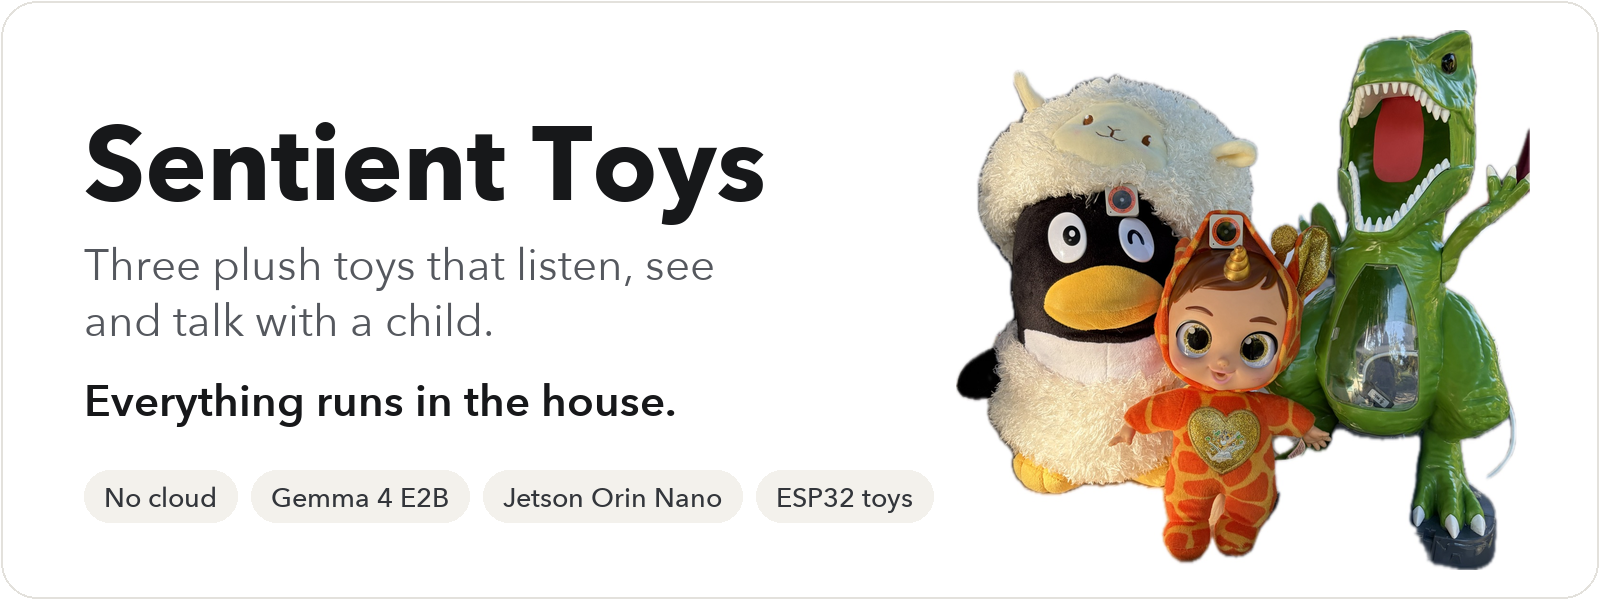 Sentient Toys
Three plush toys that listen, see
and talk with a child.
Everything runs in the house.
No cloud
Gemma 4 E2B
Jetson Orin Nano
ESP32 toys